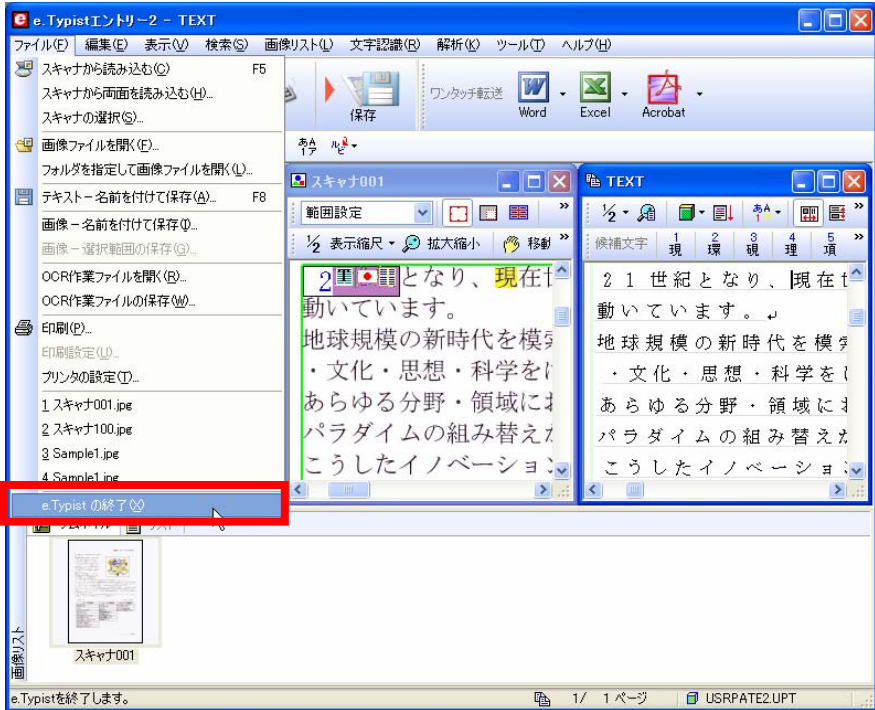 e.Typistエントリー2 - TEXT
ファイル(F) 編集(E) 表示(V) 検索(S) 画像リスト(L) 文字認識(R) 解析(K) ツール(T) ヘルプ(H)
スキャナから読み込む(C) F5
スキャナから両面を読み込む(H)...
スキャナの選択(S)...
画像ファイルを開く(F)...
フォルダを指定して画像ファイルを開く(L)...
テキスト－名前を付けて保存(A)... F8
画像－名前を付けて保存(I)...
画像－選択範囲の保存(G)...
OCR作業ファイルを開く(R)...
OCR作業ファイルの保存(W)...
印刷(P)...
印刷設定(U)...
プリンタの設定(T)...
1 スキャナ001.jpg
2 スキャナ100.jpg
3 Sample1.jpg
4 Sample1.jpg
e.Typist の終了(X)
保存
ワンタッチ転送
Word
Excel
Acrobat
スキャナ001
範囲設定
1/2 表示縮尺 拡大縮小 移動
2
となり、現在
動いています。
地球規模の新時代を模
・文化・思想・科学を
あらゆる分野・領域に
パラダイムの組み替え
こうしたイノベーショ
TEXT
1/2
候補文字 1 現 2 環 3 硯 4 理 5 項
21世紀となり、現在
動いています。↵
地球規模の新時代を模
・文化・思想・科学を
あらゆる分野・領域に
パラダイムの組み替え
こうしたイノベーショ
画像リスト
スキャナ001
e.Typistを終了します。
1/ 1 ページ
USRPATE2.UPT